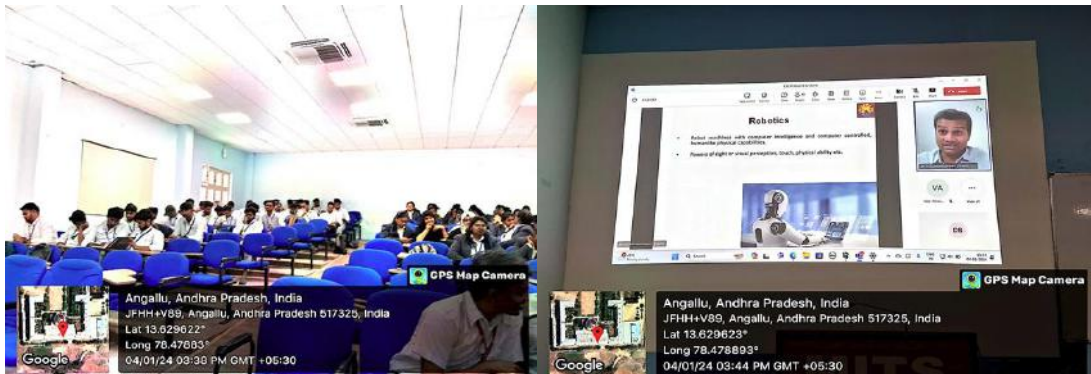 GPS Map Camera
Angallu, Andhra Pradesh, India
JFHH+V89, Angallu, Andhra Pradesh 517325, India
Lat 13.629622°
Long 78.47883°
04/01/24 03:38 PM GMT +05:30
Google
Robotics
Robot machines with computer intelligence and computer controlled, humanlike physical capabilities.
Powers of sight or visual perception, touch, physical ability etc.
VA
DB
Search
GPS Map Camera
Angallu, Andhra Pradesh, India
JFHH+V89, Angallu, Andhra Pradesh 517325, India
Lat 13.629623°
Long 78.478893°
04/01/24 03:44 PM GMT +05:30
Google